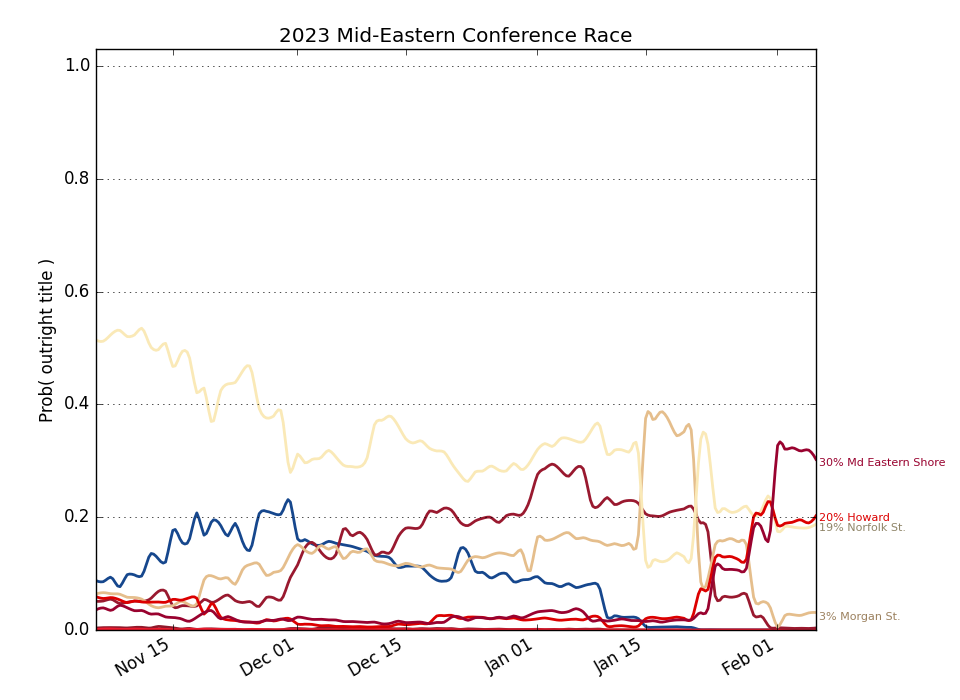 2023 Mid-Eastern Conference Race
1.0
0.8
0.6
0.4
0.2
0.0
Prob( outright title )
30% Md Eastern Shore
20% Howard
19% Norfolk St.
3% Morgan St.
Nov 15
Dec 01
Dec 15
Jan 01
Jan 15
Feb 01